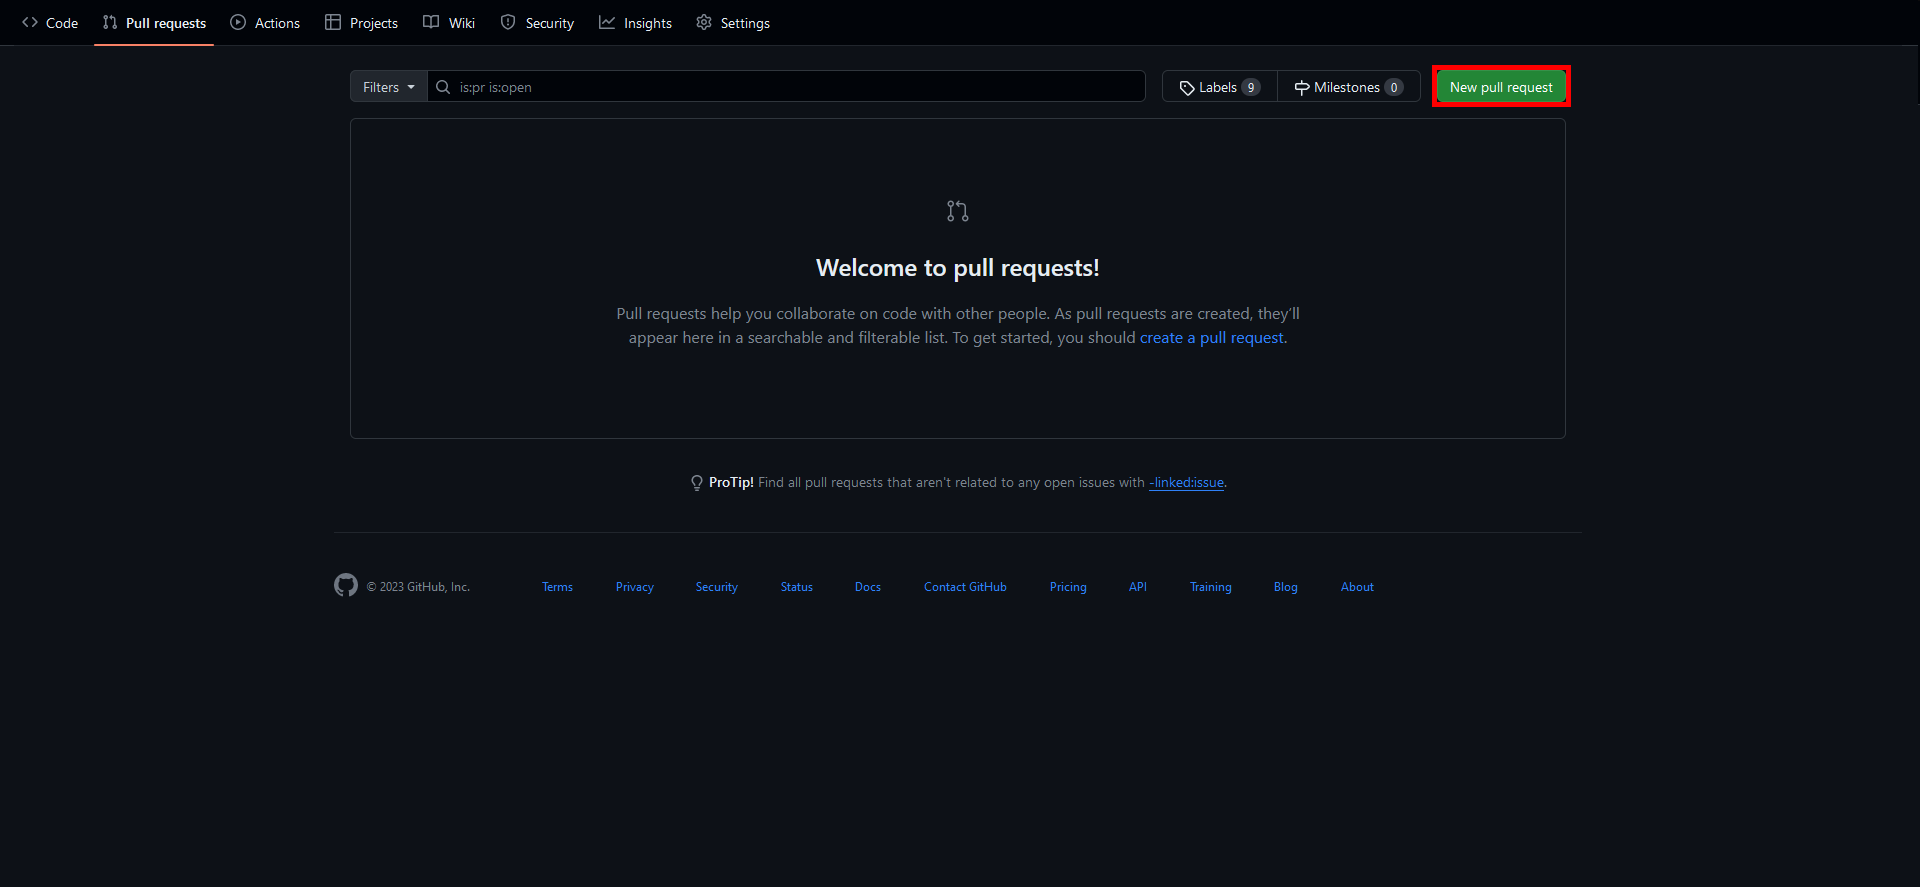 Code Pull requests Actions Projects Wiki Security Insights Settings
Filters is:pr is:open Labels 9 Milestones 0 New pull request
Welcome to pull requests!
Pull requests help you collaborate on code with other people. As pull requests are created, they'll
appear here in a searchable and filterable list. To get started, you should create a pull request.
ProTip! Find all pull requests that aren't related to any open issues with -linked:issue.
© 2023 GitHub, Inc. Terms Privacy Security Status Docs Contact GitHub Pricing API Training Blog About